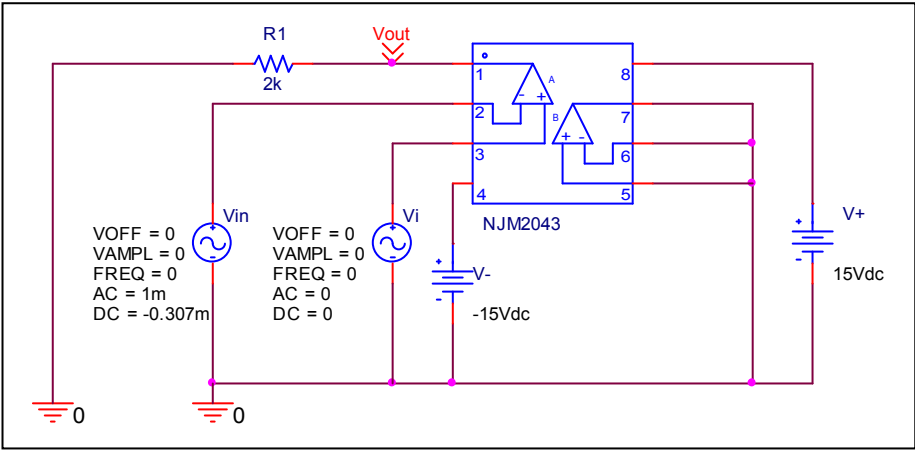 R1
2k
Vout
1
2
3
4
A
B
-
+
+
-
8
7
6
5
NJM2043
Vin
+
-
VOFF = 0
VAMPL = 0
FREQ = 0
AC = 1m
DC = -0.307m
Vi
+
-
VOFF = 0
VAMPL = 0
FREQ = 0
AC = 0
DC = 0
+
V-
-
-15Vdc
V+
+
-
15Vdc
0
0